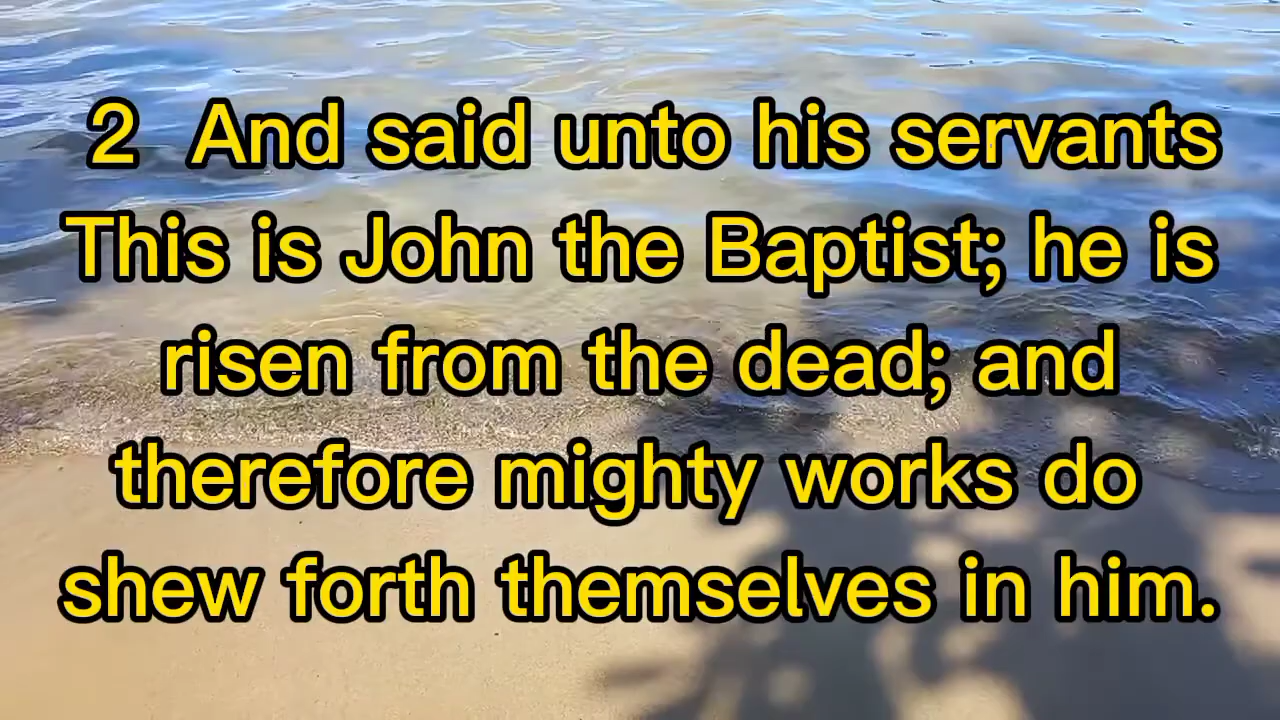 2 And said unto his servants
This is John the Baptist; he is
risen from the dead; and
therefore mighty works do
shew forth themselves in him.